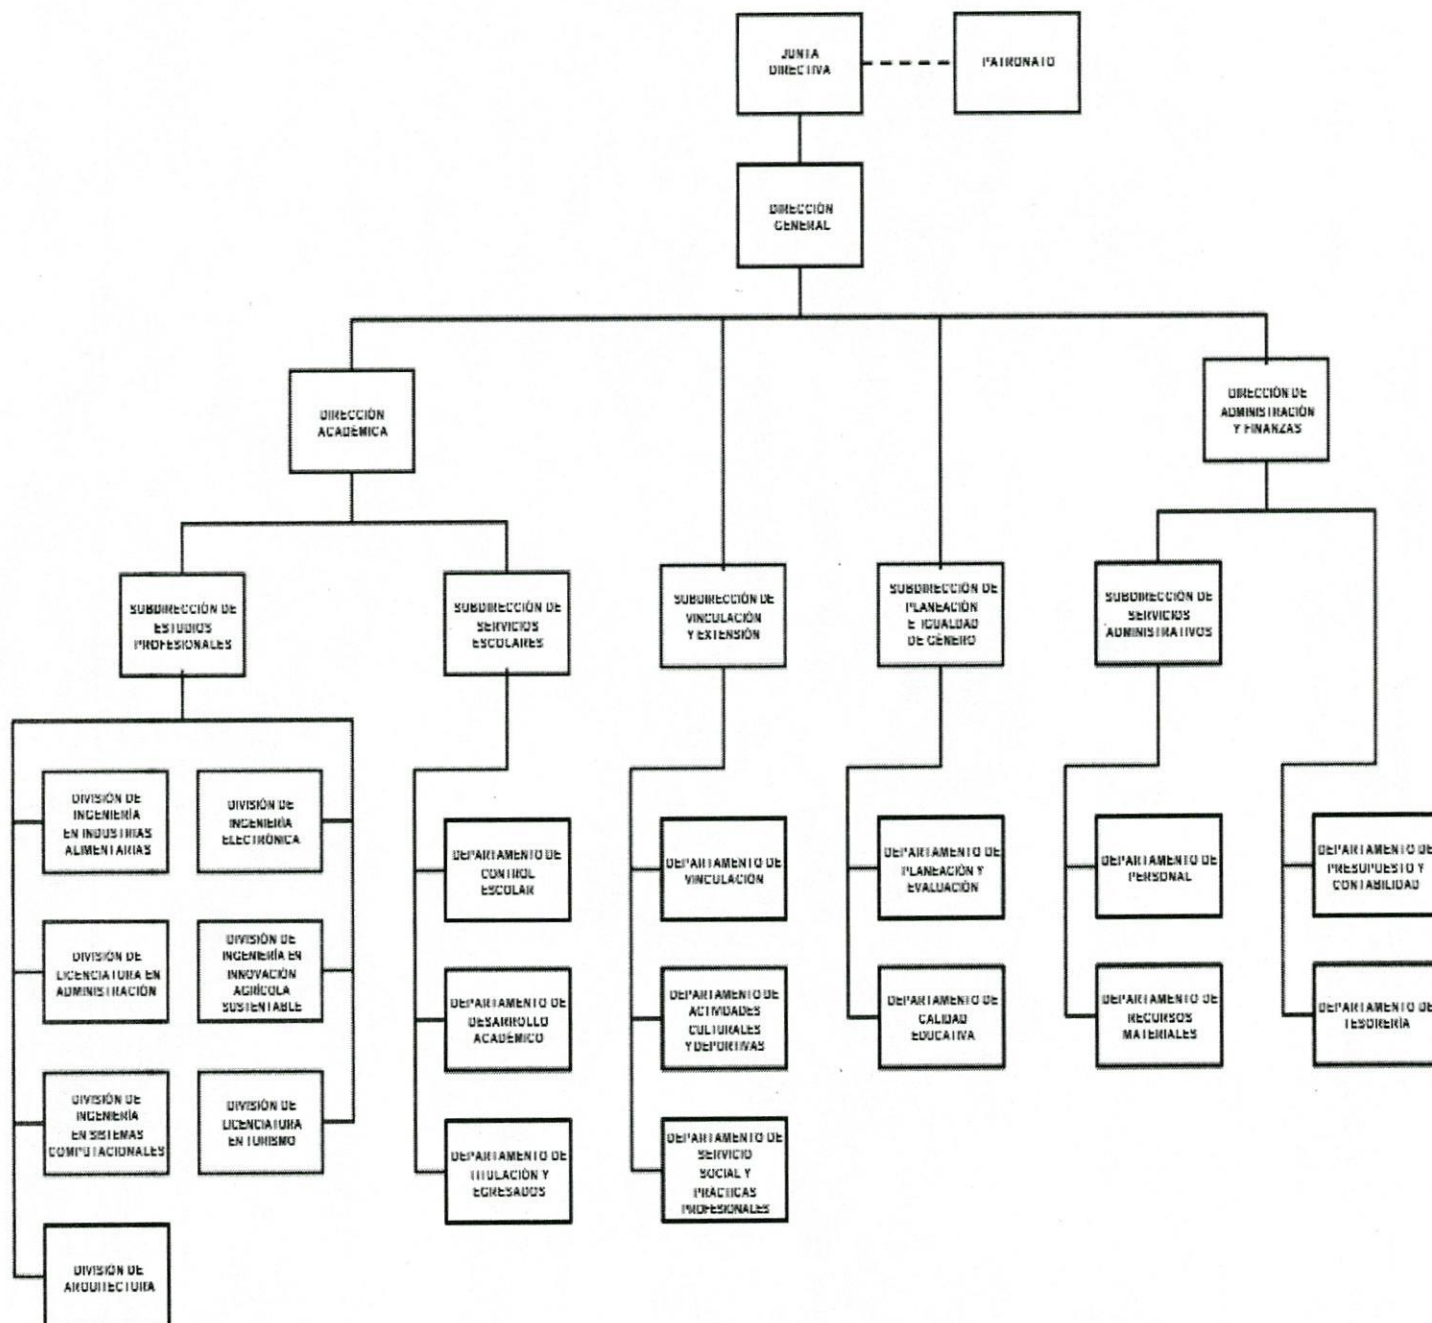 JUNTA
DIRECTIVA
PATRONATO
DIRECCIÓN
GENERAL
DIRECCIÓN
ACADÉMICA
DIRECCIÓN DE
ADMINISTRACIÓN
Y FINANZAS
SUBDIRECCIÓN DE
ESTUDIOS
PROFESIONALES
SUBDIRECCIÓN DE
SERVICIOS
ESCOLARES
SUBDIRECCIÓN DE
VINCULACIÓN
Y EXTENSIÓN
SUBDIRECCIÓN DE
PLANEACIÓN
E IGUALDAD
DE GÉNERO
SUBDIRECCIÓN DE
SERVICIOS
ADMINISTRATIVOS
DIVISIÓN DE
INGENIERÍA
EN INDUSTRIAS
ALIMENTARIAS
DIVISIÓN DE
INGENIERÍA
ELECTRÓNICA
DIVISIÓN DE
LICENCIATURA EN
ADMINISTRACIÓN
DIVISIÓN DE
INGENIERÍA EN
INNOVACIÓN
AGRÍCOLA
SUSTENTABLE
DIVISIÓN DE
INGENIERÍA
EN SISTEMAS
COMPUTACIONALES
DIVISIÓN DE
LICENCIATURA
EN TURISMO
DIVISIÓN DE
ARQUITECTURA
DEPARTAMENTO DE
CONTROL
ESCOLAR
DEPARTAMENTO DE
DESARROLLO
ACADÉMICO
DEPARTAMENTO DE
TITULACIÓN Y
EGRESADOS
DEPARTAMENTO DE
VINCULACIÓN
DEPARTAMENTO DE
ACTIVIDADES
CULTURALES
Y DEPORTIVAS
DEPARTAMENTO DE
SERVICIO
SOCIAL Y
PRÁCTICAS
PROFESIONALES
DEPARTAMENTO DE
PLANEACIÓN Y
EVALUACIÓN
DEPARTAMENTO DE
CALIDAD
EDUCATIVA
DEPARTAMENTO DE
PERSONAL
DEPARTAMENTO DE
RECURSOS
MATERIALES
DEPARTAMENTO DE
PRESUPUESTO Y
CONTABILIDAD
DEPARTAMENTO DE
TESORERÍA